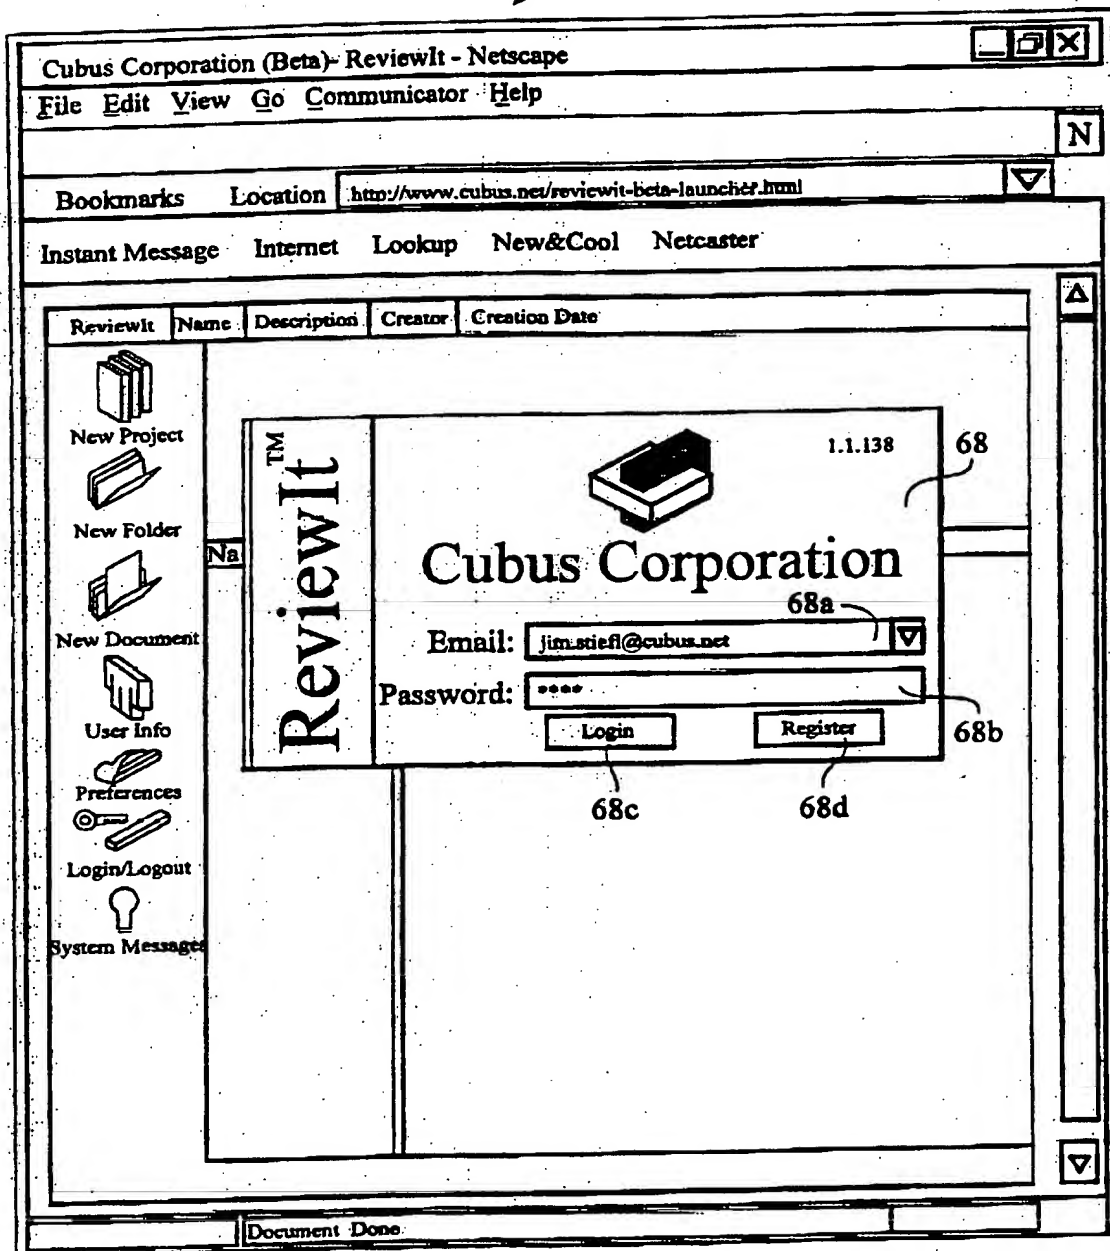 Cubus Corporation (Beta)- ReviewIt - Netscape
File Edit View Go Communicator Help
N
Bookmarks Location http://www.cubus.net/reviewit-beta-launcher.html
Instant Message Internet Lookup New&Cool Netcaster
ReviewIt Name Description Creator Creation Date
New Project
New Folder
New Document
User Info
Preferences
Login/Logout
System Messages
Na
ReviewIt™
1.1.138
68
Cubus Corporation
68a
Email: jim.stiefl@cubus.net
Password: ****
Login Register
68b
68c 68d
Document Done